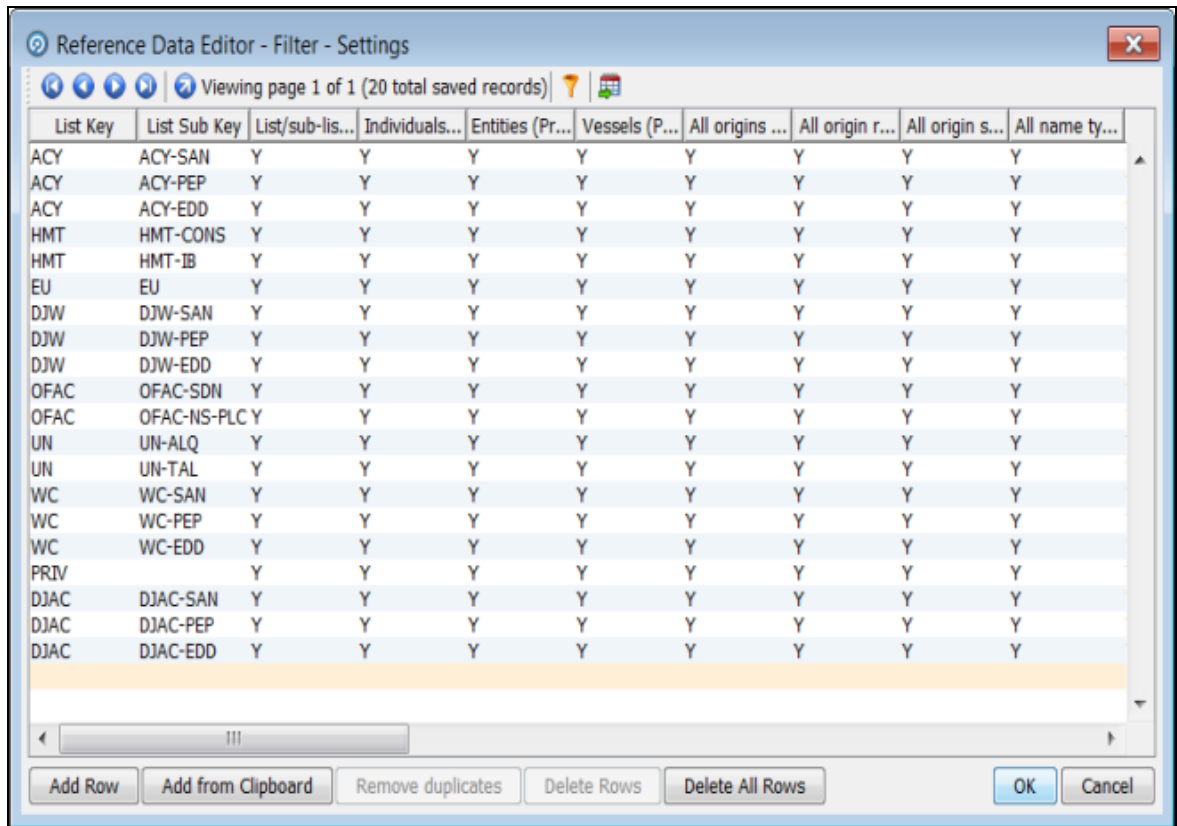 Reference Data Editor - Filter - Settings
Viewing page 1 of 1 (20 total saved records)
List Key List Sub Key List/sub-lis... Individuals... Entities (Pr... Vessels (P... All origins ... All origin r... All origin s... All name ty...
ACY ACY-SAN Y Y Y Y Y Y Y Y
ACY ACY-PEP Y Y Y Y Y Y Y Y
ACY ACY-EDD Y Y Y Y Y Y Y Y
HMT HMT-CONS Y Y Y Y Y Y Y Y
HMT HMT-IB Y Y Y Y Y Y Y Y
EU EU Y Y Y Y Y Y Y Y
DJW DJW-SAN Y Y Y Y Y Y Y Y
DJW DJW-PEP Y Y Y Y Y Y Y Y
DJW DJW-EDD Y Y Y Y Y Y Y Y
OFAC OFAC-SDN Y Y Y Y Y Y Y Y
OFAC OFAC-NS-PLC Y Y Y Y Y Y Y Y
UN UN-ALQ Y Y Y Y Y Y Y Y
UN UN-TAL Y Y Y Y Y Y Y Y
WC WC-SAN Y Y Y Y Y Y Y Y
WC WC-PEP Y Y Y Y Y Y Y Y
WC WC-EDD Y Y Y Y Y Y Y Y
PRIV Y Y Y Y Y Y Y Y
DJAC DJAC-SAN Y Y Y Y Y Y Y Y
DJAC DJAC-PEP Y Y Y Y Y Y Y Y
DJAC DJAC-EDD Y Y Y Y Y Y Y Y
Add Row Add from Clipboard Remove duplicates Delete Rows Delete All Rows OK Cancel